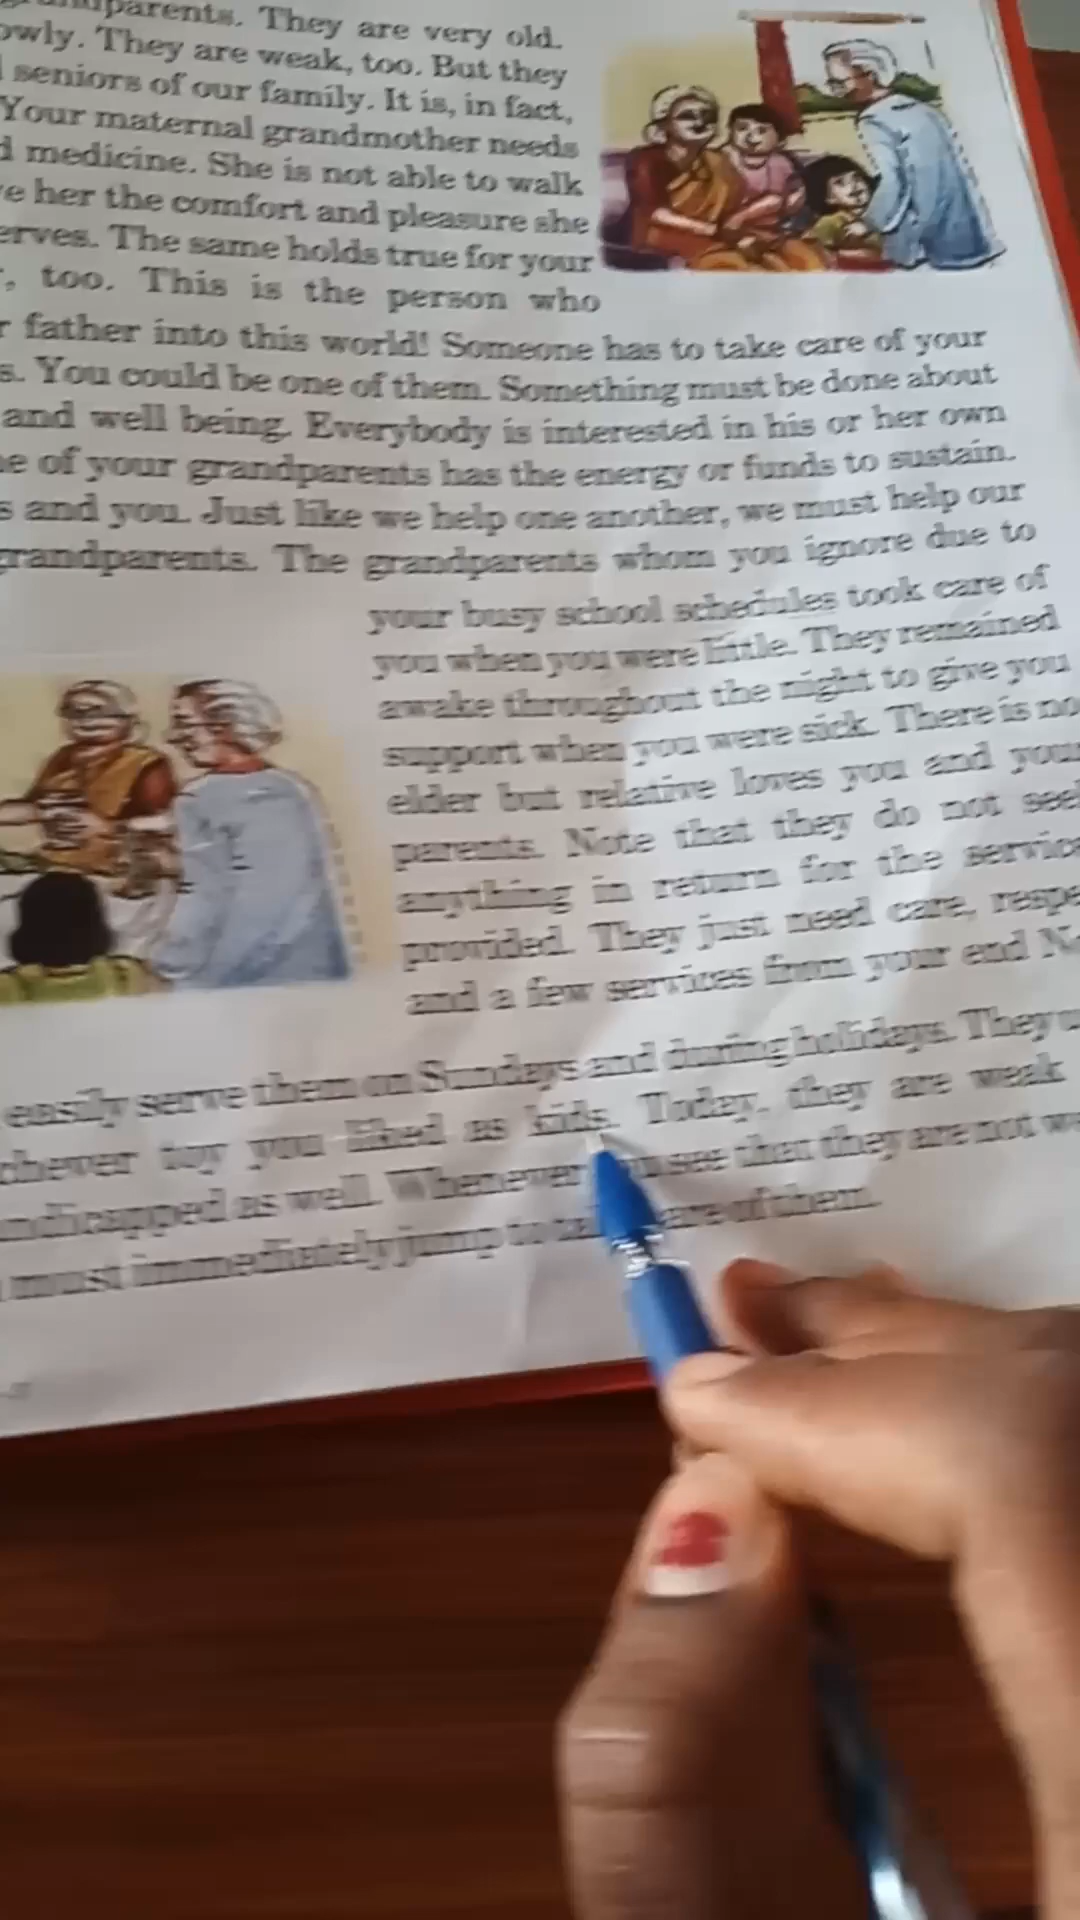 grandparents. They are very old.
owly. They are weak, too. But they
seniors of our family. It is, in fact,
Your maternal grandmother needs
d medicine. She is not able to walk
e her the comfort and pleasure she
erves. The same holds true for your
, too. This is the person who
r father into this world! Someone has to take care of your
s. You could be one of them. Something must be done about
and well being. Everybody is interested in his or her own
e of your grandparents has the energy or funds to sustain.
s and you. Just like we help one another, we must help our
grandparents. The grandparents whom you ignore due to
your busy school schedules took care of
you when you were little. They remained
awake throughout the night to give you
support when you were sick. There is no
elder but relative loves you and your
parents. Note that they do not see
anything in return for the service
provided. They just need care, respe
and a few services from your end
easily serve them on Sundays and during holidays. They
chever toy you liked as kids. Today, they are weak
ndicapped as well. Whenever see that they are not we
must immediately jump to ta are of them.